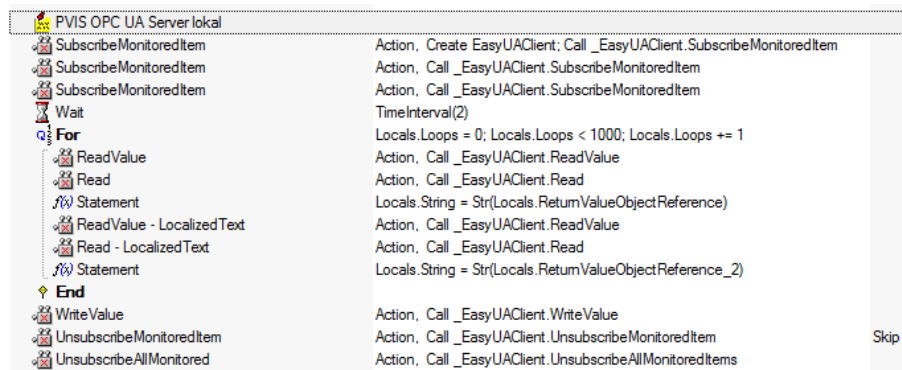 PVIS OPC UA Server lokal
SubscribeMonitoredItem Action, Create EasyUAClient; Call _EasyUAClient.SubscribeMonitoredItem
SubscribeMonitoredItem Action, Call _EasyUAClient.SubscribeMonitoredItem
SubscribeMonitoredItem Action, Call _EasyUAClient.SubscribeMonitoredItem
Wait TimeInterval(2)
For Locals.Loops = 0; Locals.Loops < 1000; Locals.Loops += 1
ReadValue Action, Call _EasyUAClient.ReadValue
Read Action, Call _EasyUAClient.Read
f(x) Statement Locals.String = Str(Locals.ReturnValueObjectReference)
ReadValue - LocalizedText Action, Call _EasyUAClient.ReadValue
Read - LocalizedText Action, Call _EasyUAClient.Read
f(x) Statement Locals.String = Str(Locals.ReturnValueObjectReference_2)
End
WriteValue Action, Call _EasyUAClient.WriteValue
UnsubscribeMonitoredItem Action, Call _EasyUAClient.UnsubscribeMonitoredItem Skip
UnsubscribeAllMonitored Action, Call _EasyUAClient.UnsubscribeAllMonitoredItems